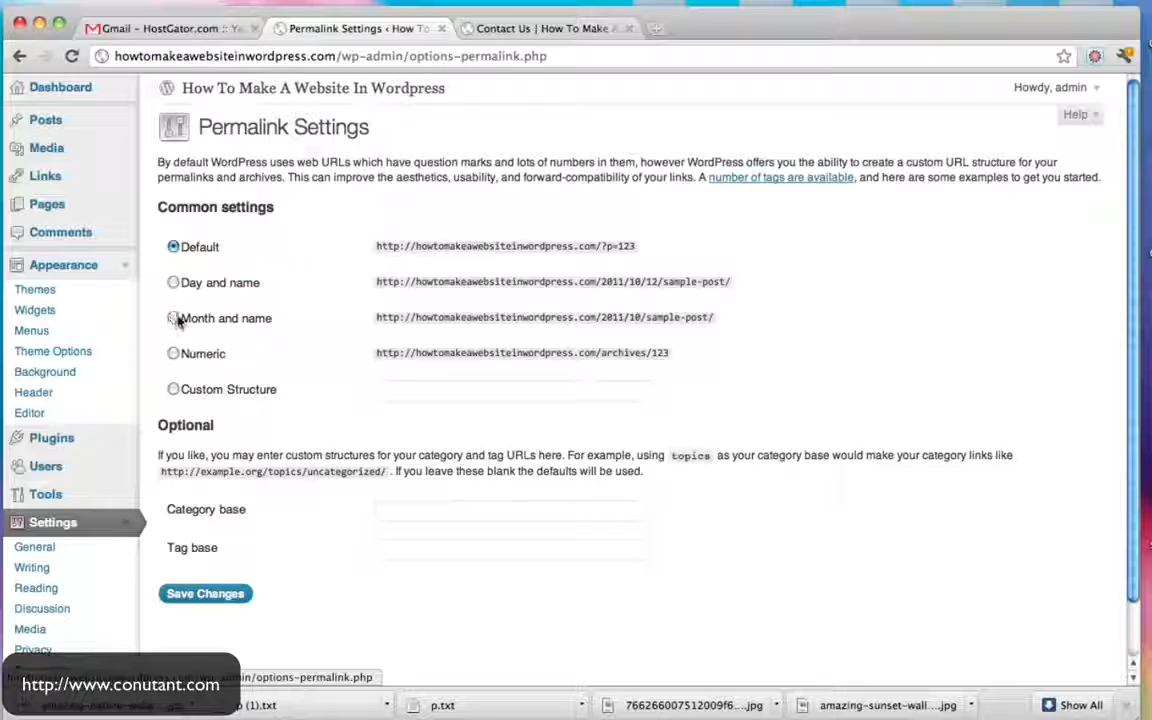 Gmail – HostGator.com :: Ya
Permalink Settings ‹ How To
Contact Us | How To Make A
howtomakeawebsiteinwordpress.com/wp-admin/options-permalink.php
Dashboard
How To Make A Website In Wordpress
Howdy, admin
Help
Posts
Media
Links
Pages
Comments
Appearance
Themes
Widgets
Menus
Theme Options
Background
Header
Editor
Plugins
Users
Tools
Settings
General
Writing
Reading
Discussion
Media
Privacy
Permalink Settings
By default WordPress uses web URLs which have question marks and lots of numbers in them, however WordPress offers you the ability to create a custom URL structure for your
permalinks and archives. This can improve the aesthetics, usability, and forward-compatibility of your links. A number of tags are available, and here are some examples to get you started.
Common settings
Default http://howtomakeawebsiteinwordpress.com/?p=123
Day and name http://howtomakeawebsiteinwordpress.com/2011/10/12/sample-post/
Month and name http://howtomakeawebsiteinwordpress.com/2011/10/sample-post/
Numeric http://howtomakeawebsiteinwordpress.com/archives/123
Custom Structure
Optional
If you like, you may enter custom structures for your category and tag URLs here. For example, using topics as your category base would make your category links like
http://example.org/topics/uncategorized/ . If you leave these blank the defaults will be used.
Category base
Tag base
Save Changes
wp-admin/options-permalink.php
http://www.conutant.com
p (1).txt
p.txt
766266007512009f6....jpg
amazing-sunset-wall....jpg
Show All